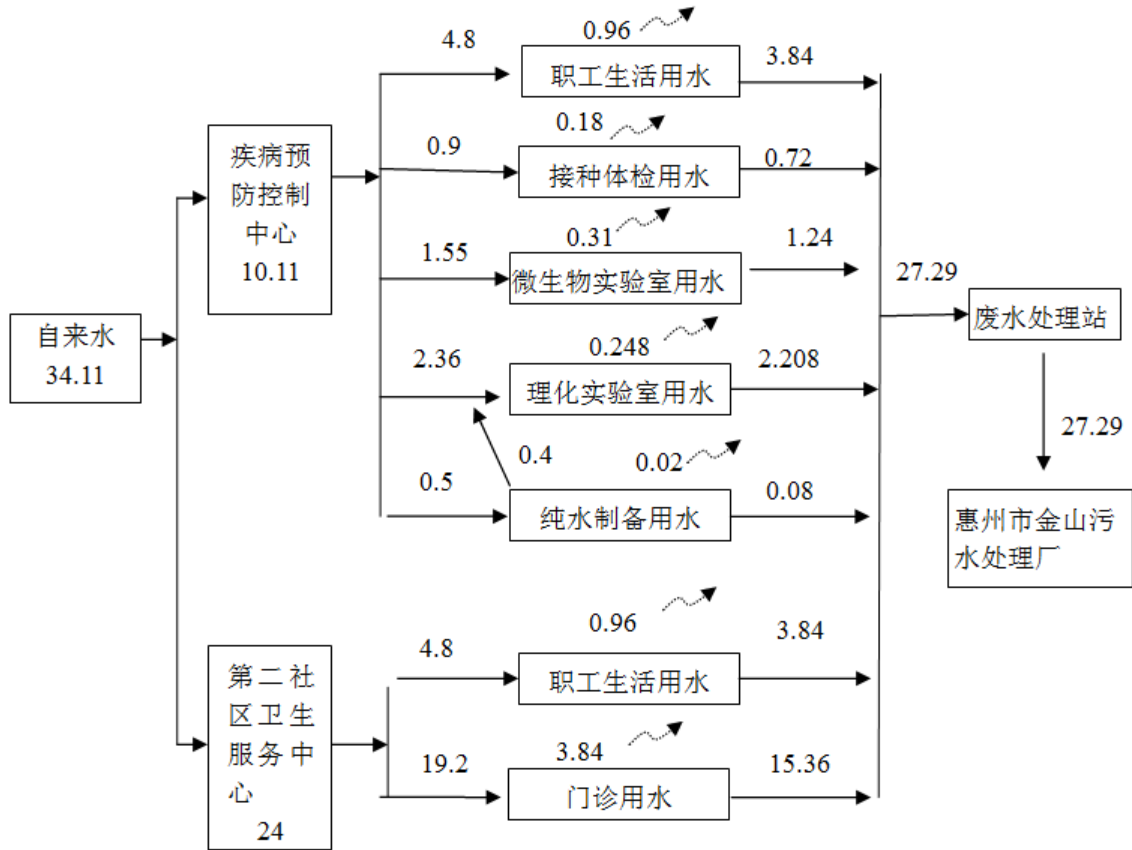 自来水
34.11
疾病预
防控制
中心
10.11
4.8
0.96
职工生活用水
3.84
0.9
0.18
接种体检用水
0.72
1.55
0.31
微生物实验室用水
1.24
2.36
0.248
理化实验室用水
2.208
0.4
0.5
0.02
纯水制备用水
0.08
第二社
区卫生
服务中
心
24
4.8
0.96
职工生活用水
3.84
19.2
3.84
门诊用水
15.36
27.29
废水处理站
27.29
惠州市金山污
水处理厂